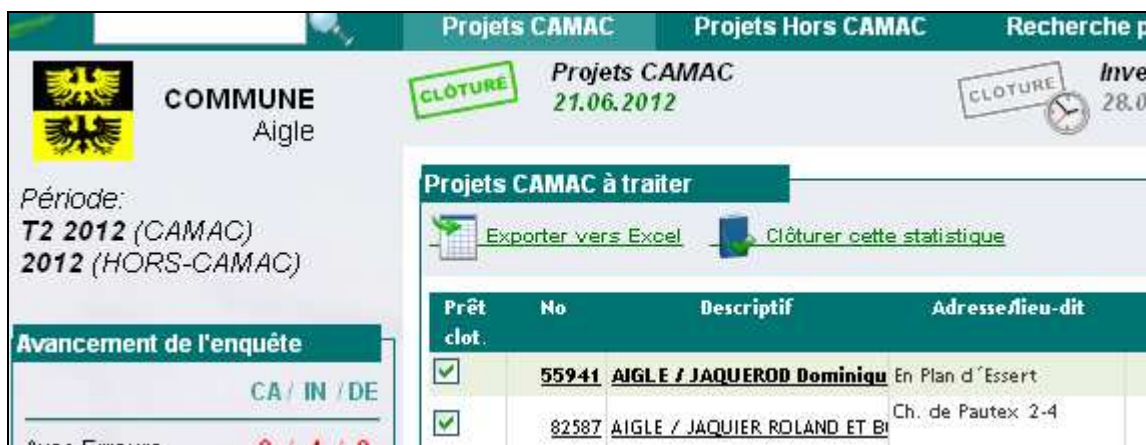 Projets CAMAC Projets Hors CAMAC Recherche p
CLÔTURE Projets CAMAC CLOTURE Inve
21.06.2012 28.0
COMMUNE
Aigle
Période:
T2 2012 (CAMAC)
2012 (HORS-CAMAC)
Projets CAMAC à traiter
Exporter vers Excel Clôturer cette statistique
Prêt clot. No Descriptif Adresse/lieu-dit
Avancement de l'enquête
CA / IN / DE
55941 AIGLE / JAQUEROD Dominiqu En Plan d´Essert
82587 AIGLE / JAQUIER ROLAND ET B Ch. de Pautex 2-4